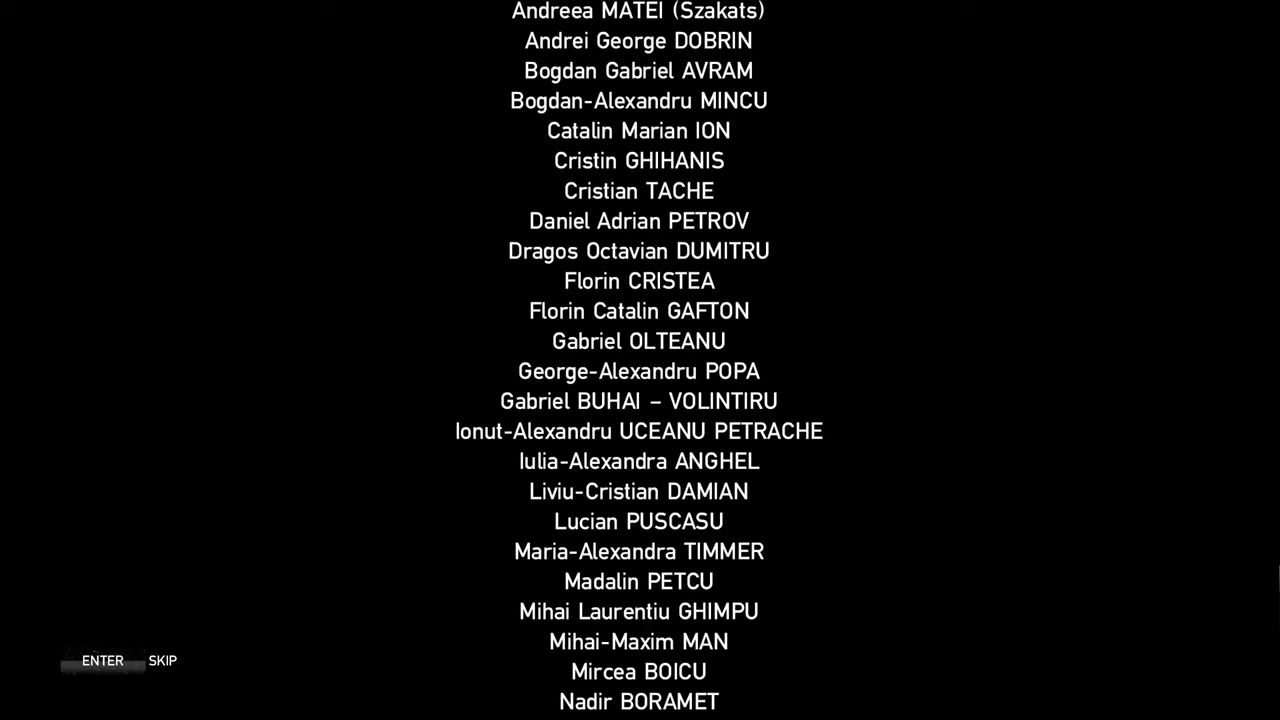 Andreea MATEI (Szakats)
Andrei George DOBRIN
Bogdan Gabriel AVRAM
Bogdan-Alexandru MINCU
Catalin Marian ION
Cristin GHIHANIS
Cristian TACHE
Daniel Adrian PETROV
Dragos Octavian DUMITRU
Florin CRISTEA
Florin Catalin GAFTON
Gabriel OLTEANU
George-Alexandru POPA
Gabriel BUHAI – VOLINTIRU
Ionut-Alexandru UCEANU PETRACHE
Iulia-Alexandra ANGHEL
Liviu-Cristian DAMIAN
Lucian PUSCASU
Maria-Alexandra TIMMER
Madalin PETCU
Mihai Laurentiu GHIMPU
Mihai-Maxim MAN
Mircea BOICU
Nadir BORAMET
ENTER SKIP